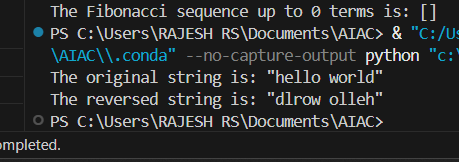 The Fibonacci sequence up to 0 terms is: []
PS C:\Users\RAJESH RS\Documents\AIAC> & "C:/Us
\AIAC\\.conda" --no-capture-output python "c:\
The original string is: "hello world"
The reversed string is: "dlrow olleh"
PS C:\Users\RAJESH RS\Documents\AIAC>
ompleted.